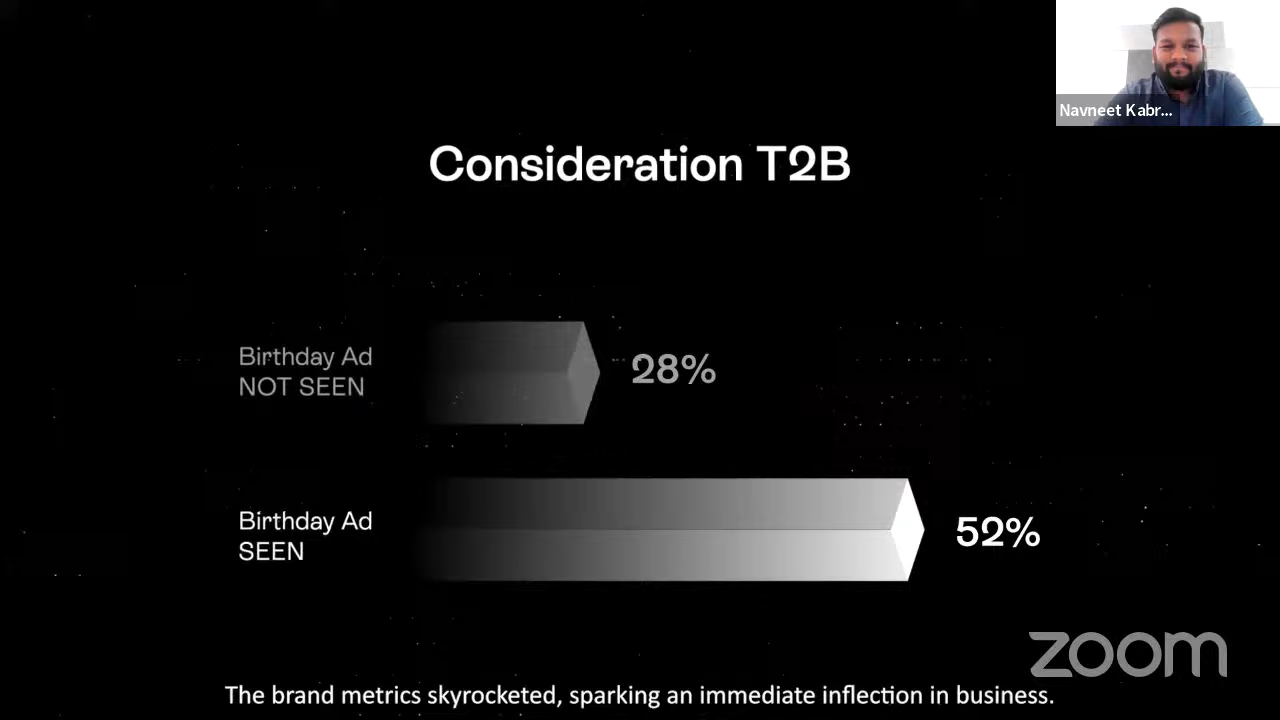 Navneet Kabr...
Consideration T2B
Birthday Ad
NOT SEEN
28%
Birthday Ad
SEEN
52%
zoom
The brand metrics skyrocketed, sparking an immediate inflection in business.